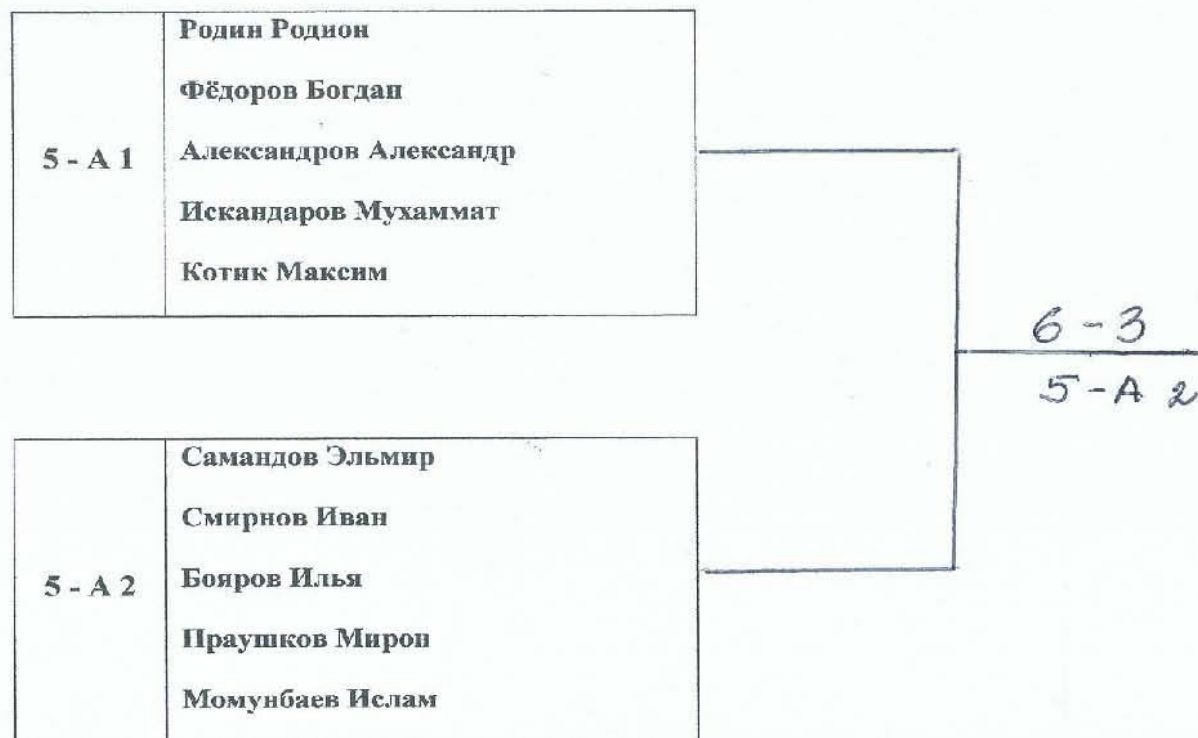 Родин Родион
Фёдоров Богдан
5 - А 1
Александров Александр
Искандаров Мухаммат
Котик Максим
6 - 3
5 - А 2
Самандов Эльмир
Смирнов Иван
5 - А 2
Бояров Илья
Праушков Мирон
Момунбаев Ислам